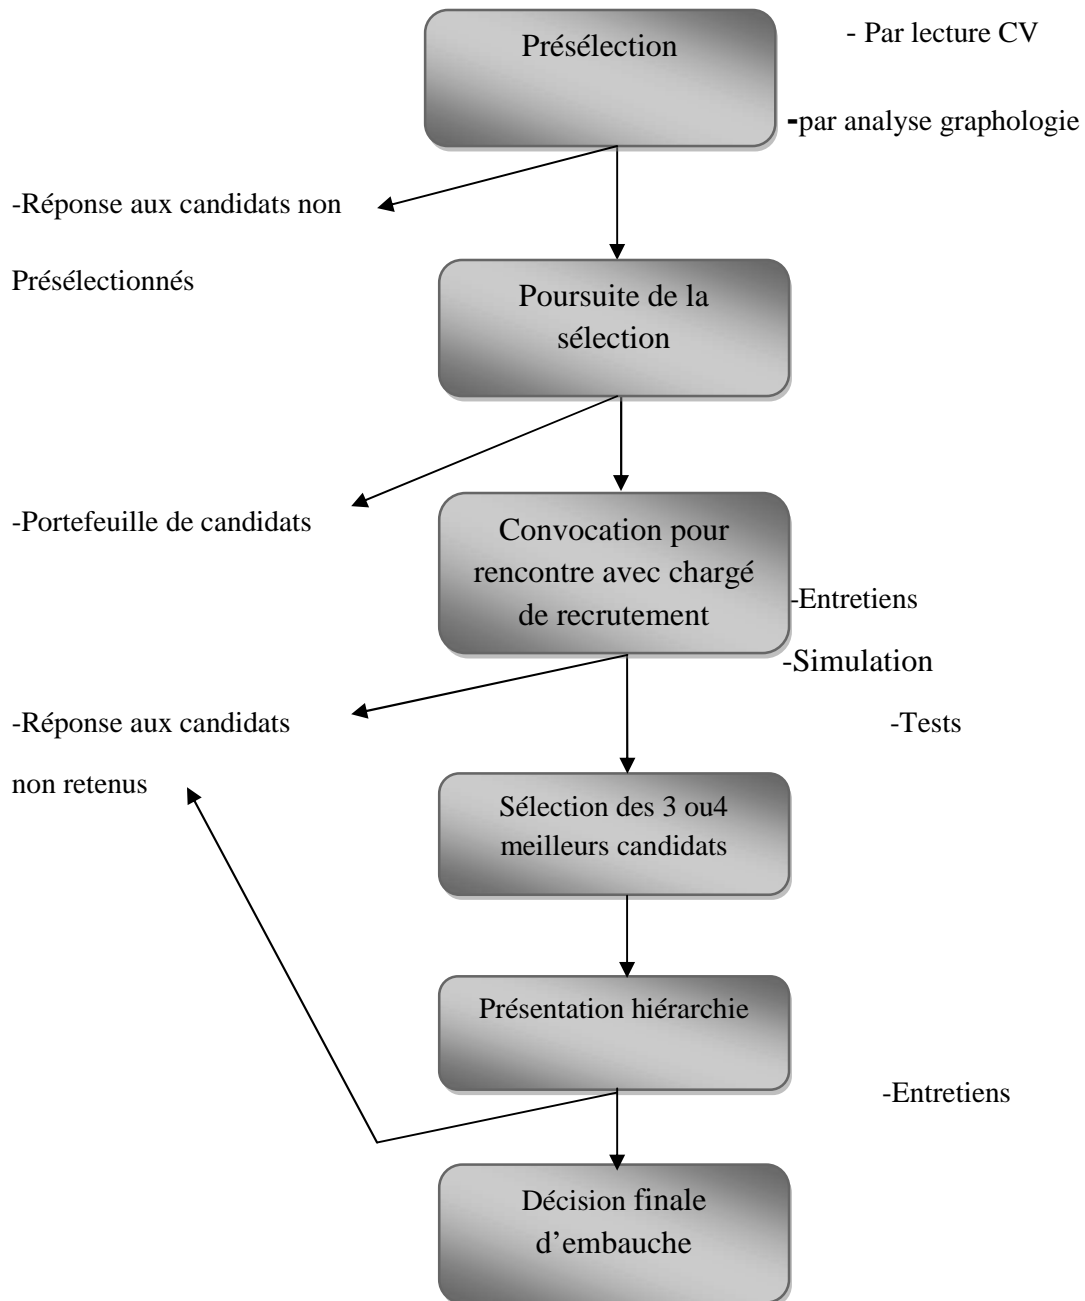 Présélection
- Par lecture CV
-par analyse graphologie
-Réponse aux candidats non
Présélectionnés
Poursuite de la
sélection
-Portefeuille de candidats
Convocation pour
rencontre avec chargé
de recrutement
-Entretiens
-Simulation
-Réponse aux candidats
-Tests
non retenus
Sélection des 3 ou4
meilleurs candidats
Présentation hiérarchie
-Entretiens
Décision finale
d’embauche